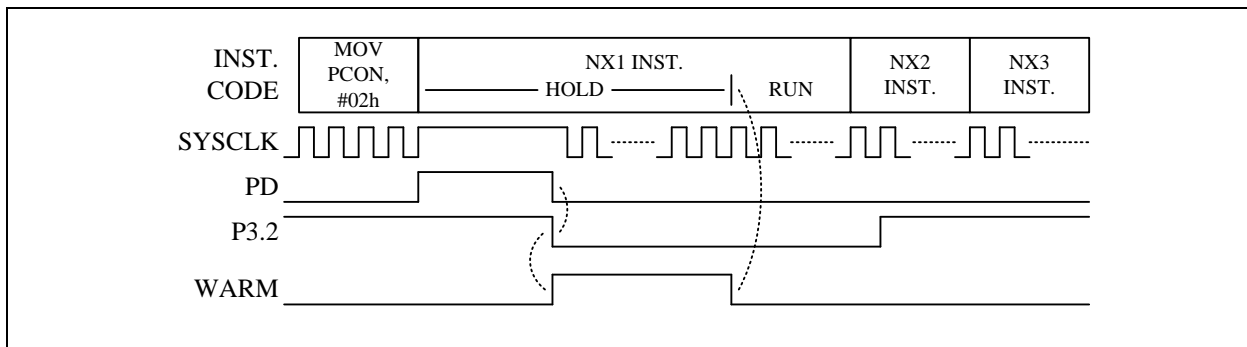 INST.
CODE
MOV
PCON,
#02h
NX1 INST.
HOLD
RUN
NX2
INST.
NX3
INST.
SYSCLK
PD
P3.2
WARM